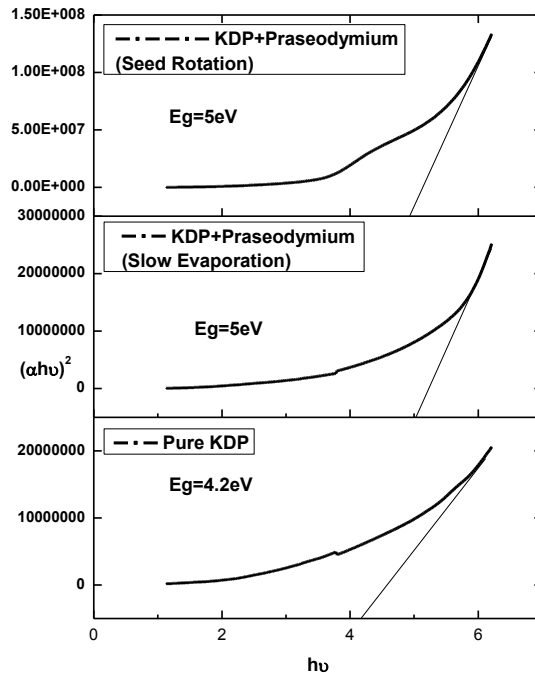 1.50E+008
KDP+Praseodymium
(Seed Rotation)
1.00E+008
Eg=5eV
5.00E+007
0.00E+000
30000000
KDP+Praseodymium
(Slow Evaporation)
20000000
Eg=5eV
10000000
(αhυ)²
0
Pure KDP
20000000
Eg=4.2eV
10000000
0
0 2 4 6
hυ